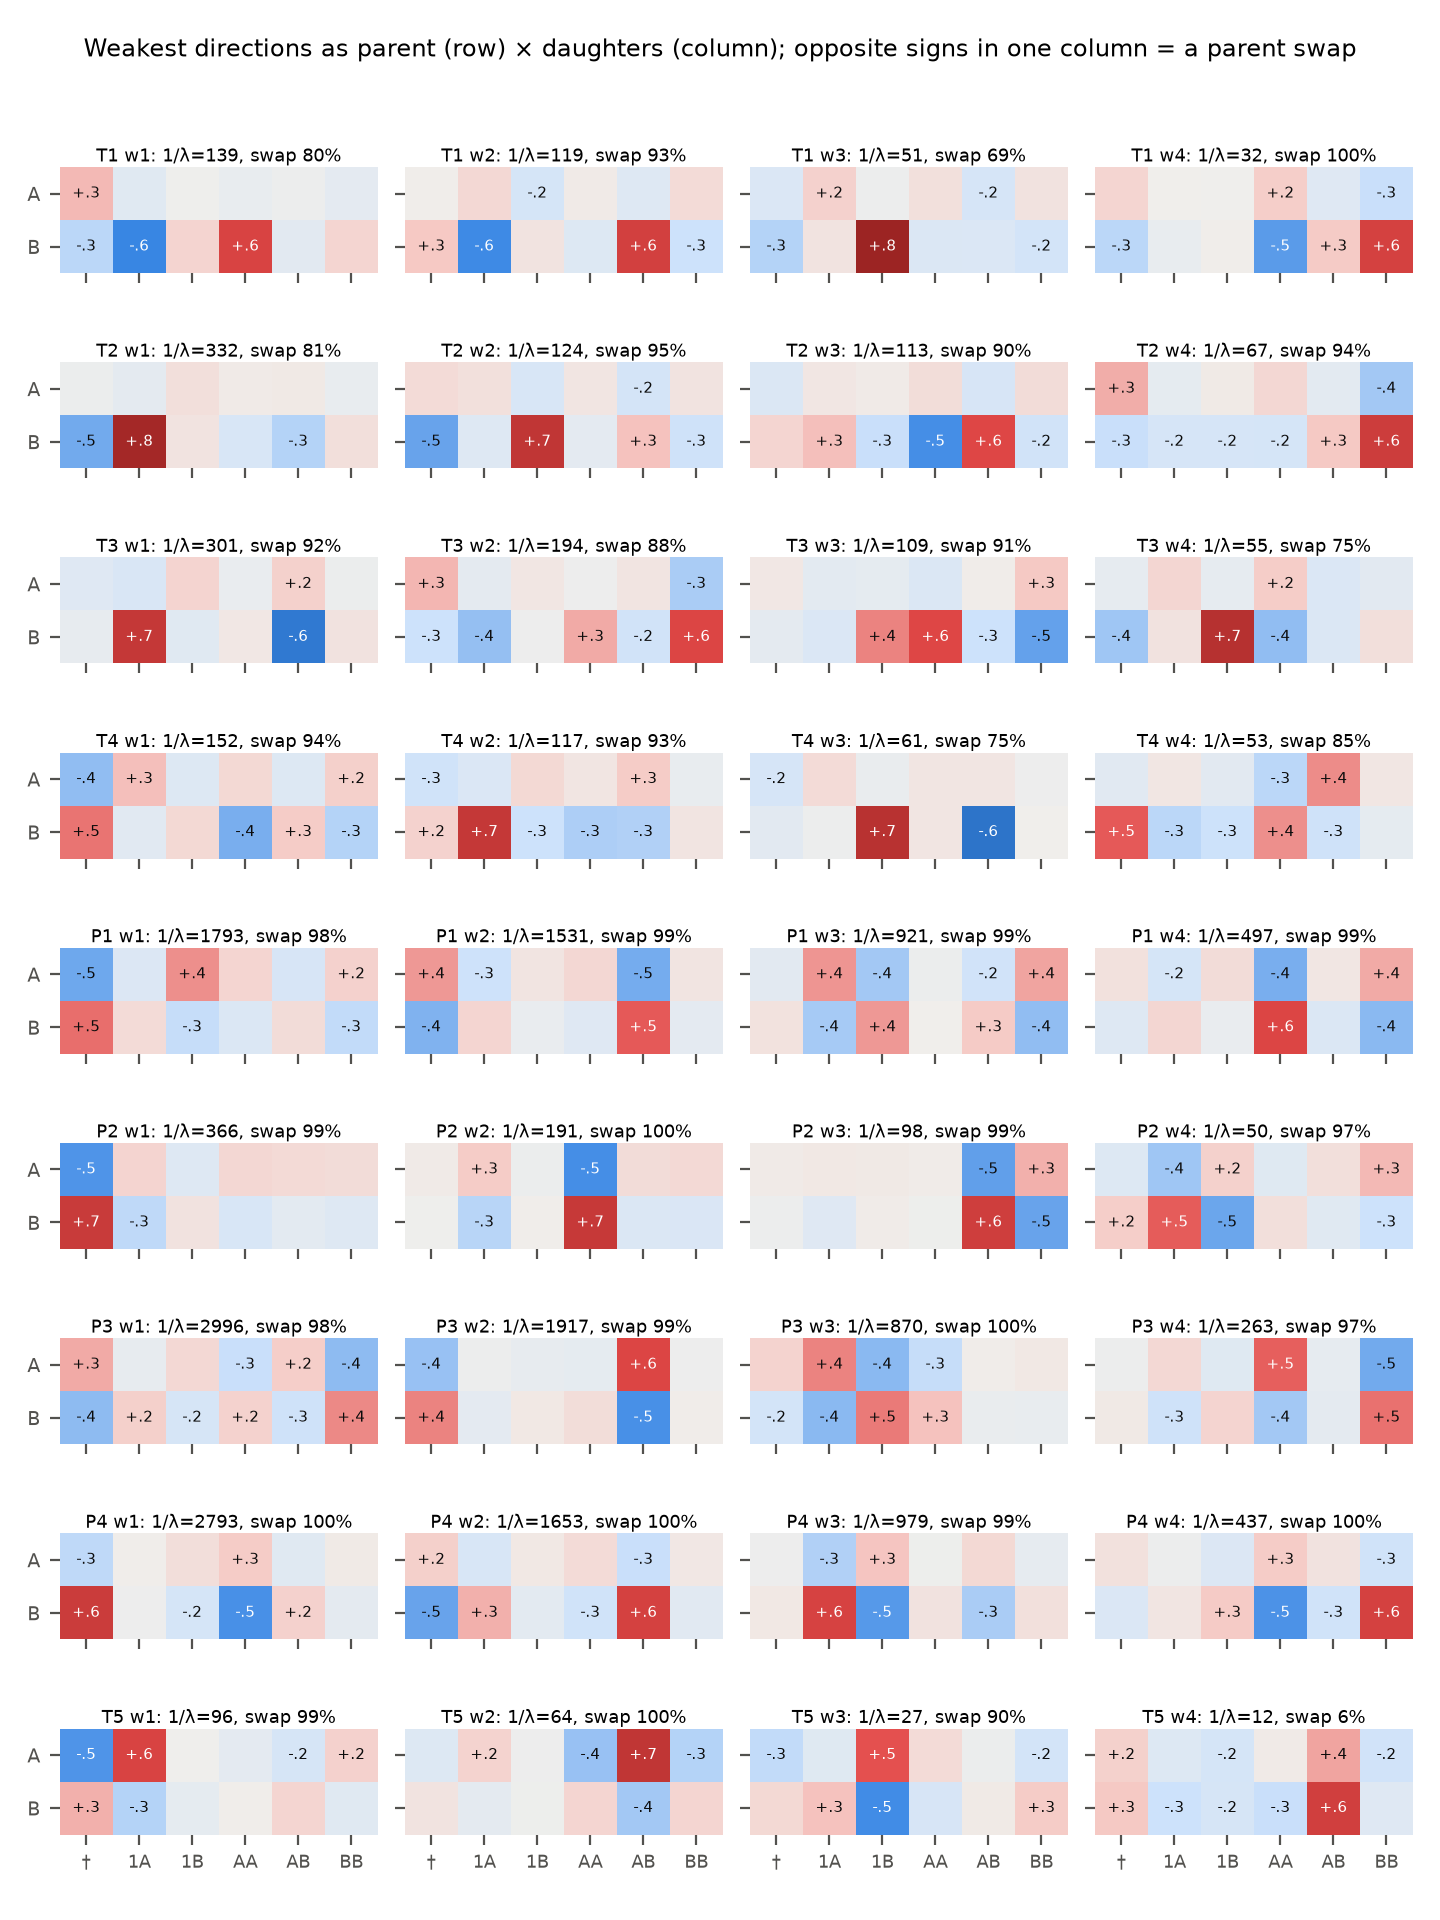 Weakest directions as parent (row) × daughters (column); opposite signs in one column = a parent swap
T1 w1: 1/λ=139, swap 80% T1 w2: 1/λ=119, swap 93% T1 w3: 1/λ=51, swap 69% T1 w4: 1/λ=32, swap 100%
A +.3 -.2 +.2 -.2 +.2 -.3
B -.3 -.6 +.6 +.3 -.6 +.6 -.3 -.3 +.8 -.2 -.3 -.5 +.3 +.6
T2 w1: 1/λ=332, swap 81% T2 w2: 1/λ=124, swap 95% T2 w3: 1/λ=113, swap 90% T2 w4: 1/λ=67, swap 94%
A -.2 +.3 -.4
B -.5 +.8 -.3 -.5 +.7 +.3 -.3 +.3 -.3 -.5 +.6 -.2 -.3 -.2 -.2 -.2 +.3 +.6
T3 w1: 1/λ=301, swap 92% T3 w2: 1/λ=194, swap 88% T3 w3: 1/λ=109, swap 91% T3 w4: 1/λ=55, swap 75%
A +.2 +.3 -.3 +.3 +.2
B +.7 -.6 -.3 -.4 +.3 -.2 +.6 +.4 +.6 -.3 -.5 -.4 +.7 -.4
T4 w1: 1/λ=152, swap 94% T4 w2: 1/λ=117, swap 93% T4 w3: 1/λ=61, swap 75% T4 w4: 1/λ=53, swap 85%
A -.4 +.3 +.2 -.3 +.3 -.2 -.3 +.4
B +.5 -.4 +.3 -.3 +.2 +.7 -.3 -.3 -.3 +.7 -.6 +.5 -.3 -.3 +.4 -.3
P1 w1: 1/λ=1793, swap 98% P1 w2: 1/λ=1531, swap 99% P1 w3: 1/λ=921, swap 99% P1 w4: 1/λ=497, swap 99%
A -.5 +.4 +.2 +.4 -.3 -.5 +.4 -.4 -.2 +.4 -.2 -.4 +.4
B +.5 -.3 -.3 -.4 +.5 -.4 +.4 +.3 -.4 +.6 -.4
P2 w1: 1/λ=366, swap 99% P2 w2: 1/λ=191, swap 100% P2 w3: 1/λ=98, swap 99% P2 w4: 1/λ=50, swap 97%
A -.5 +.3 -.5 -.5 +.3 -.4 +.2 +.3
B +.7 -.3 -.3 +.7 +.6 -.5 +.2 +.5 -.5 -.3
P3 w1: 1/λ=2996, swap 98% P3 w2: 1/λ=1917, swap 99% P3 w3: 1/λ=870, swap 100% P3 w4: 1/λ=263, swap 97%
A +.3 -.3 +.2 -.4 -.4 +.6 +.4 -.4 -.3 +.5 -.5
B -.4 +.2 -.2 +.2 -.3 +.4 +.4 -.5 -.2 -.4 +.5 +.3 -.3 -.4 +.5
P4 w1: 1/λ=2793, swap 100% P4 w2: 1/λ=1653, swap 100% P4 w3: 1/λ=979, swap 99% P4 w4: 1/λ=437, swap 100%
A -.3 +.3 +.2 -.3 -.3 +.3 +.3 -.3
B +.6 -.2 -.5 +.2 -.5 +.3 -.3 +.6 +.6 -.5 -.3 +.3 -.5 -.3 +.6
T5 w1: 1/λ=96, swap 99% T5 w2: 1/λ=64, swap 100% T5 w3: 1/λ=27, swap 90% T5 w4: 1/λ=12, swap 6%
A -.5 +.6 -.2 +.2 +.2 -.4 +.7 -.3 -.3 +.5 -.2 +.2 -.2 +.4 -.2
B +.3 -.3 -.4 +.3 -.5 +.3 +.3 -.3 -.2 -.3 +.6
† 1A 1B AA AB BB † 1A 1B AA AB BB † 1A 1B AA AB BB † 1A 1B AA AB BB